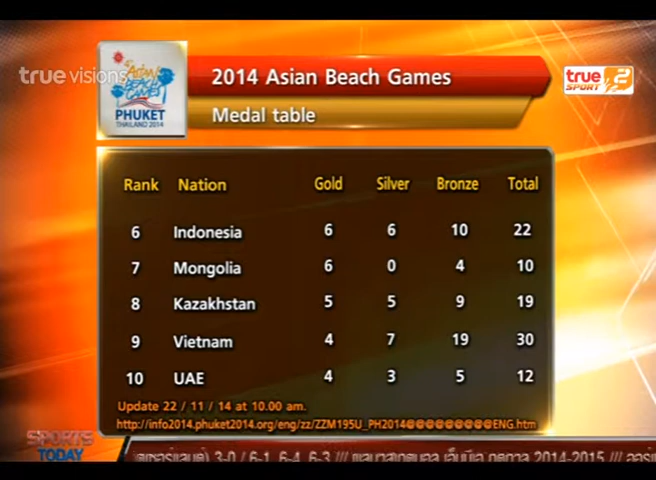 true visions
4th Asian
BEACH
GAMES
PHUKET
THAILAND 2014
2014 Asian Beach Games
Medal table
true 2
SPORT
Rank Nation Gold Silver Bronze Total
6 Indonesia 6 6 10 22
7 Mongolia 6 0 4 10
8 Kazakhstan 5 5 9 19
9 Vietnam 4 7 19 30
10 UAE 4 3 5 12
Update 22 / 11 / 14 at 10.00 am.
http://info2014.phuket2014.org/eng/zz/ZZM195U_PH2014@@@@@@@@@ENG.htm
SPORTS
TODAY
3-0 / 6-1, 6-4, 6-3 /// 2014-2015 ///